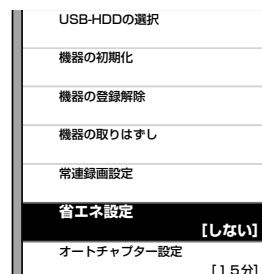 USB-HDDの選択
機器の初期化
機器の登録解除
機器の取りはずし
常連録画設定
省エネ設定
[しない]
オートチャプター設定
[15分]